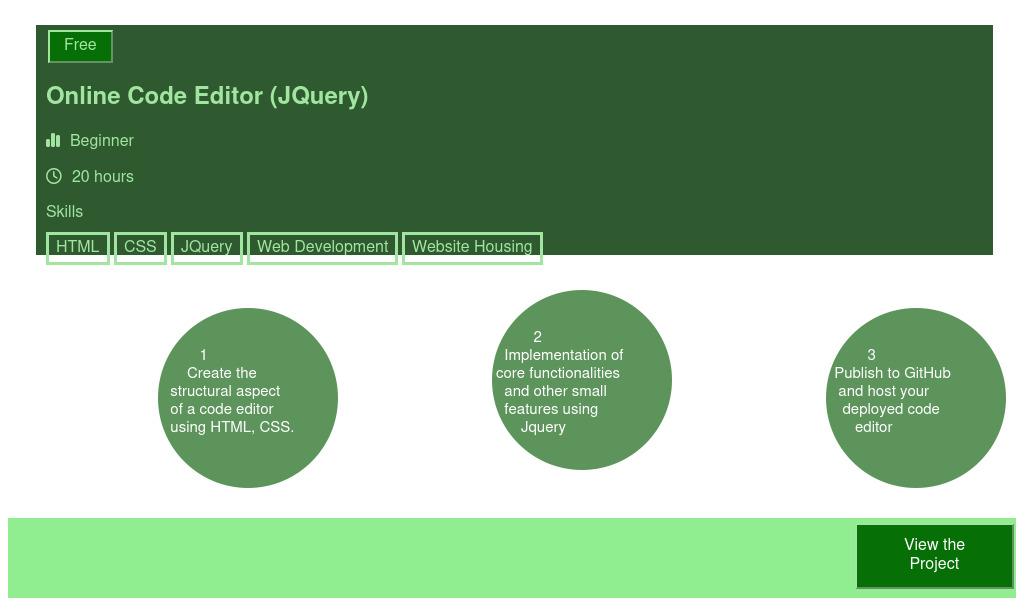 Free
Online Code Editor (JQuery)
Beginner
20 hours
Skills
HTML CSS JQuery Web Development Website Housing
1
Create the
structural aspect
of a code editor
using HTML, CSS.
2
Implementation of
core functionalities
and other small
features using
Jquery
3
Publish to GitHub
and host your
deployed code
editor
View the
Project